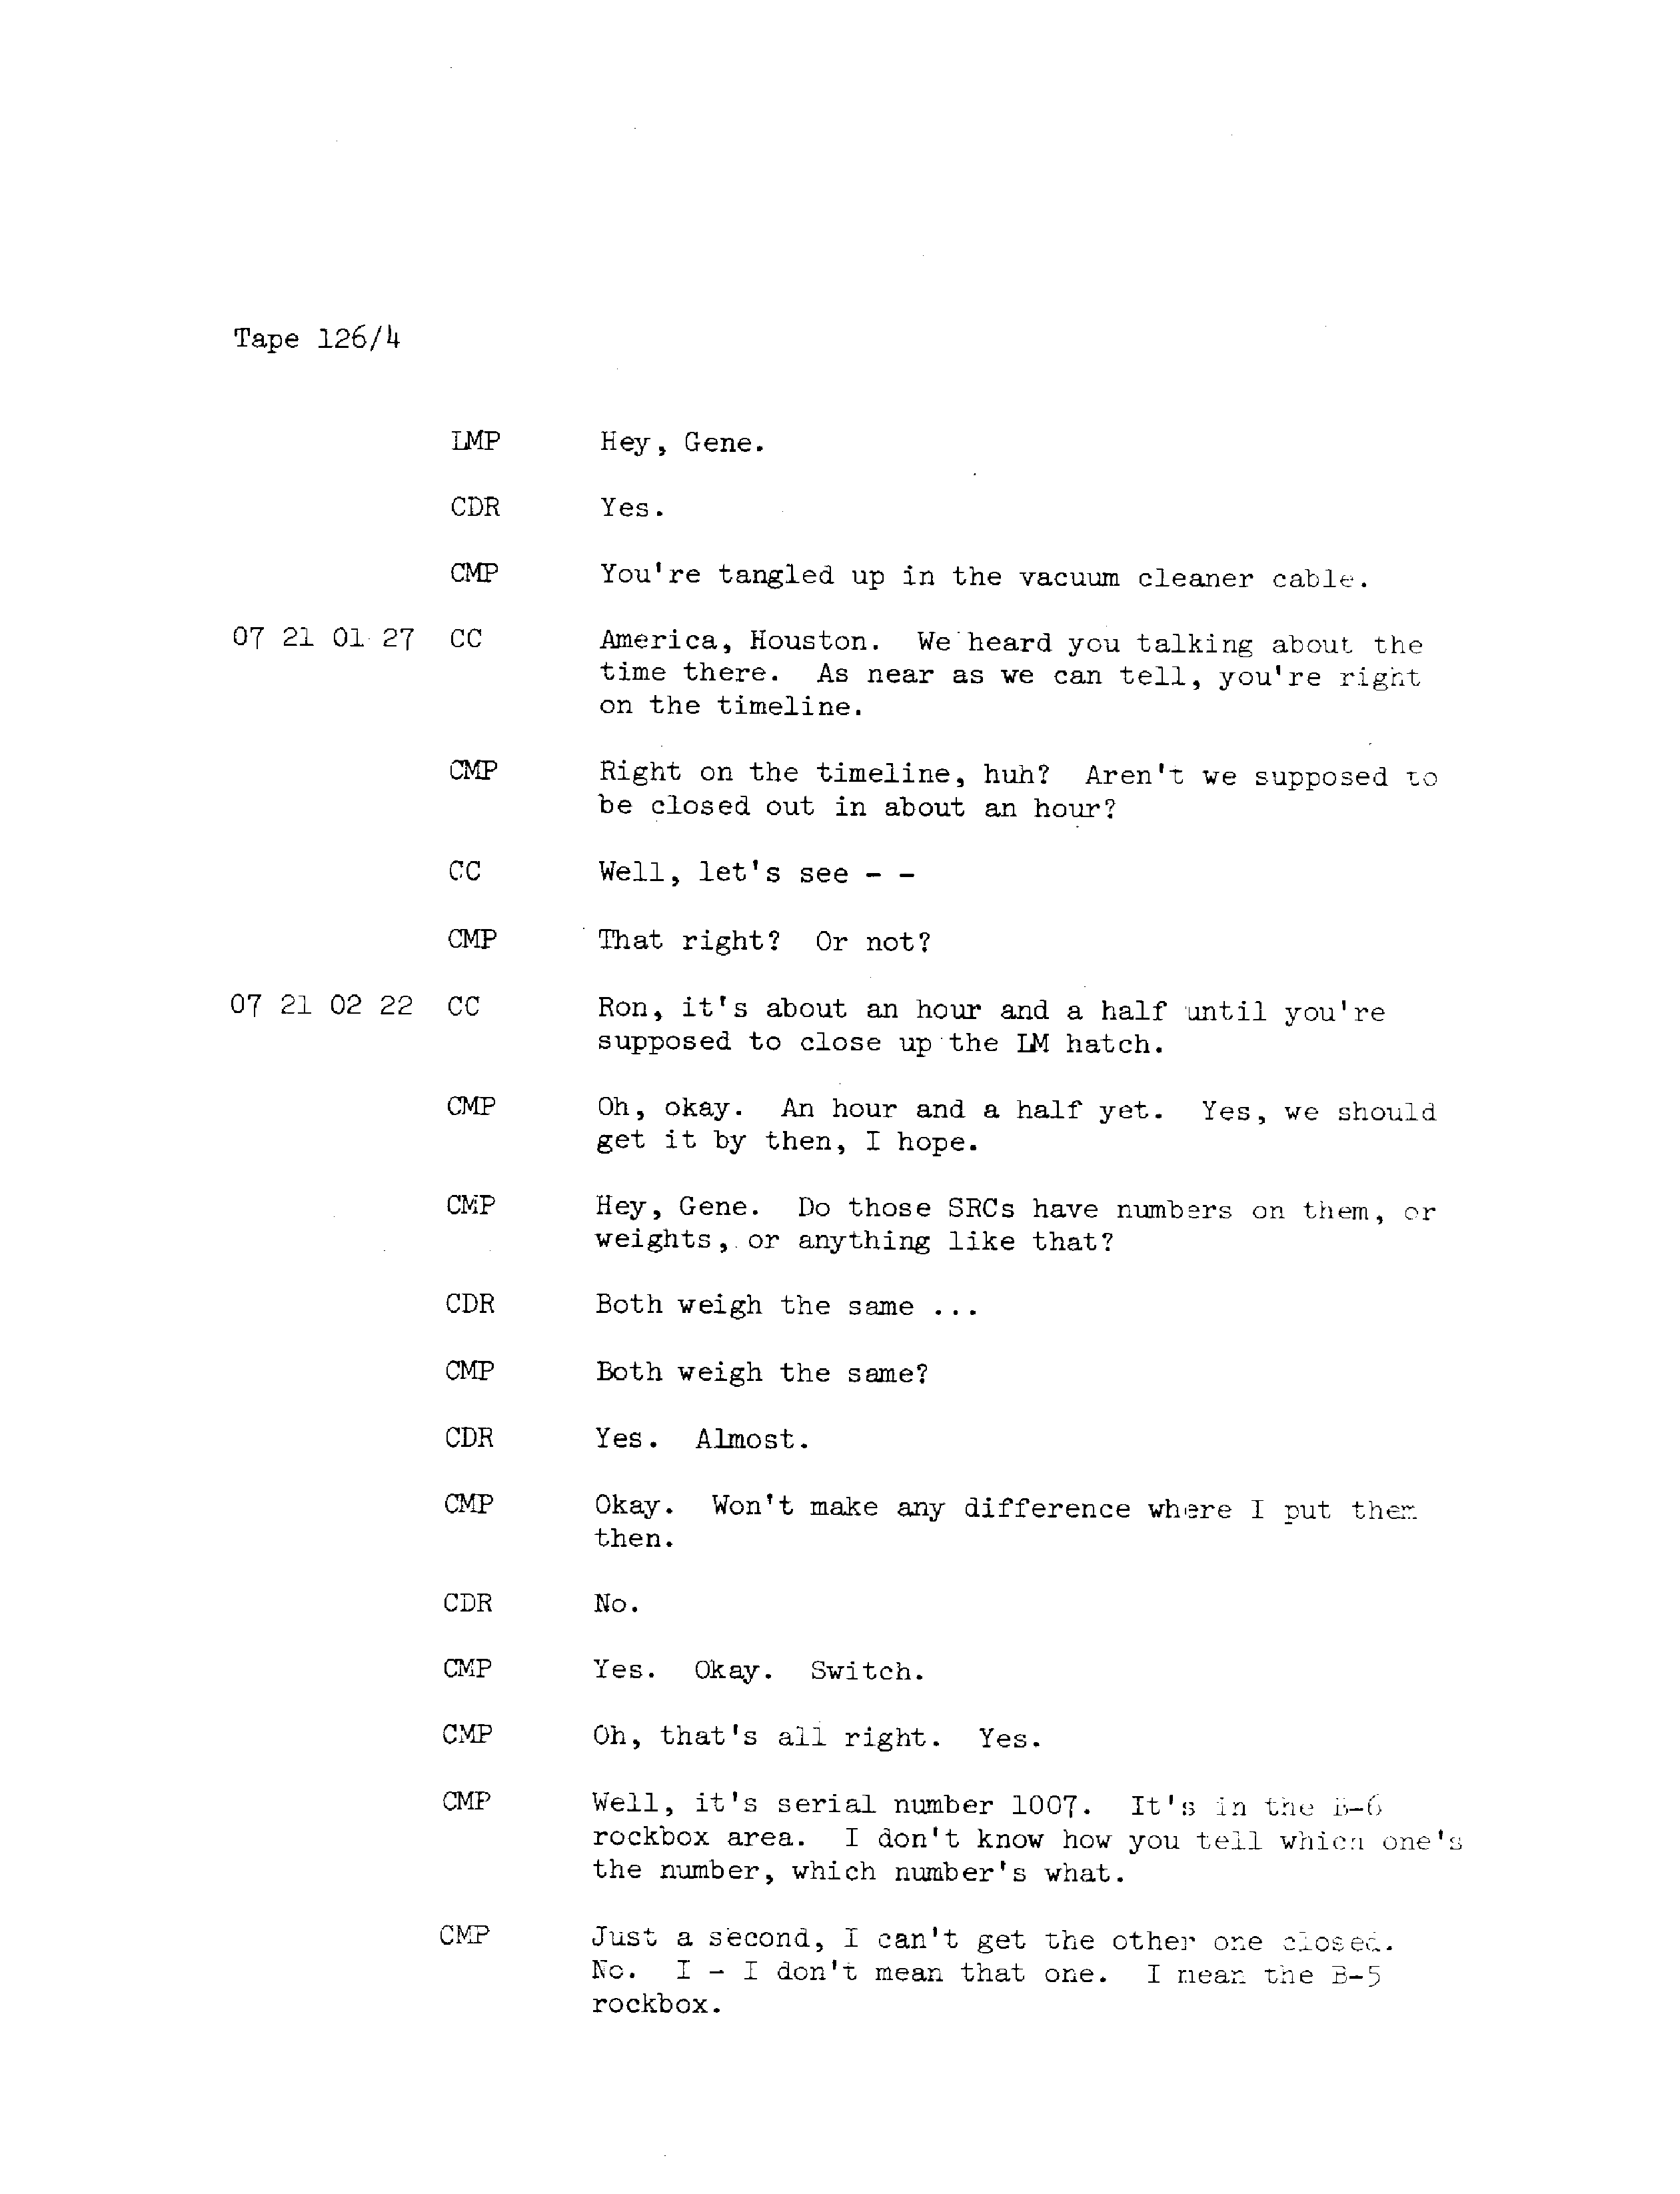 Tape 126/4
LMP Hey, Gene.
CDR Yes.
CMP You're tangled up in the vacuum cleaner cable.
07 21 01 27 CC America, Houston. We heard you talking about the
time there. As near as we can tell, you're right
on the timeline.
CMP Right on the timeline, huh? Aren't we supposed to
be closed out in about an hour?
CC Well, let's see - -
CMP That right? Or not?
07 21 02 22 CC Ron, it's about an hour and a half until you're
supposed to close up the LM hatch.
CMP Oh, okay. An hour and a half yet. Yes, we should
get it by then, I hope.
CMP Hey, Gene. Do those SRCs have numbers on them, or
weights, or anything like that?
CDR Both weigh the same ...
CMP Both weigh the same?
CDR Yes. Almost.
CMP Okay. Won't make any difference where I put them
then.
CDR No.
CMP Yes. Okay. Switch.
CMP Oh, that's all right. Yes.
CMP Well, it's serial number 1007. It's in the B-6
rockbox area. I don't know how you tell which one's
the number, which number's what.
CMP Just a second, I can't get the other one closed.
No. I - I don't mean that one. I mean the B-5
rockbox.